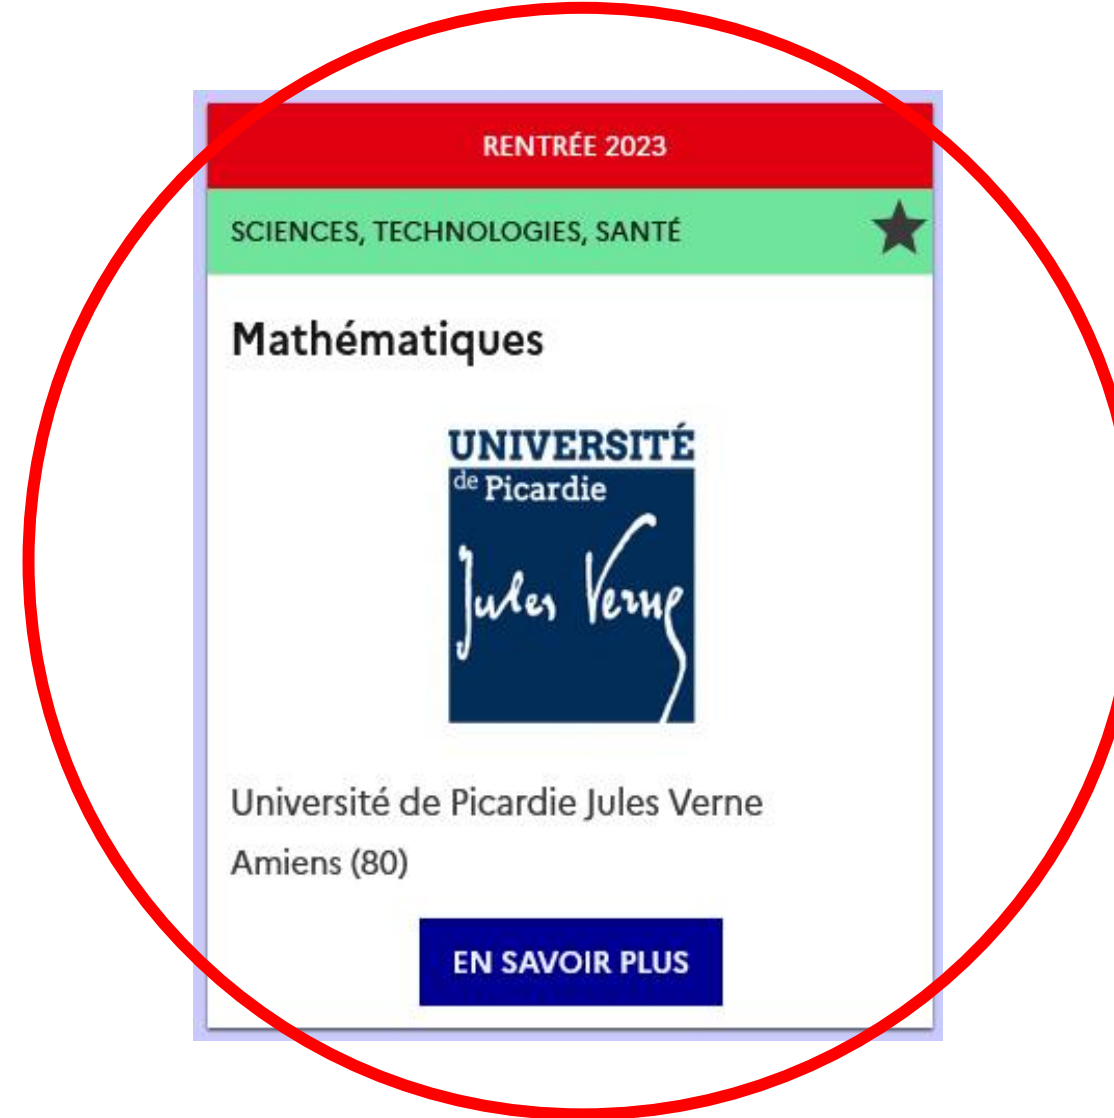 RENTRÉE 2023
SCIENCES, TECHNOLOGIES, SANTÉ
Mathématiques
UNIVERSITÉ
de Picardie
Jules Verne
Université de Picardie Jules Verne
Amiens (80)
EN SAVOIR PLUS